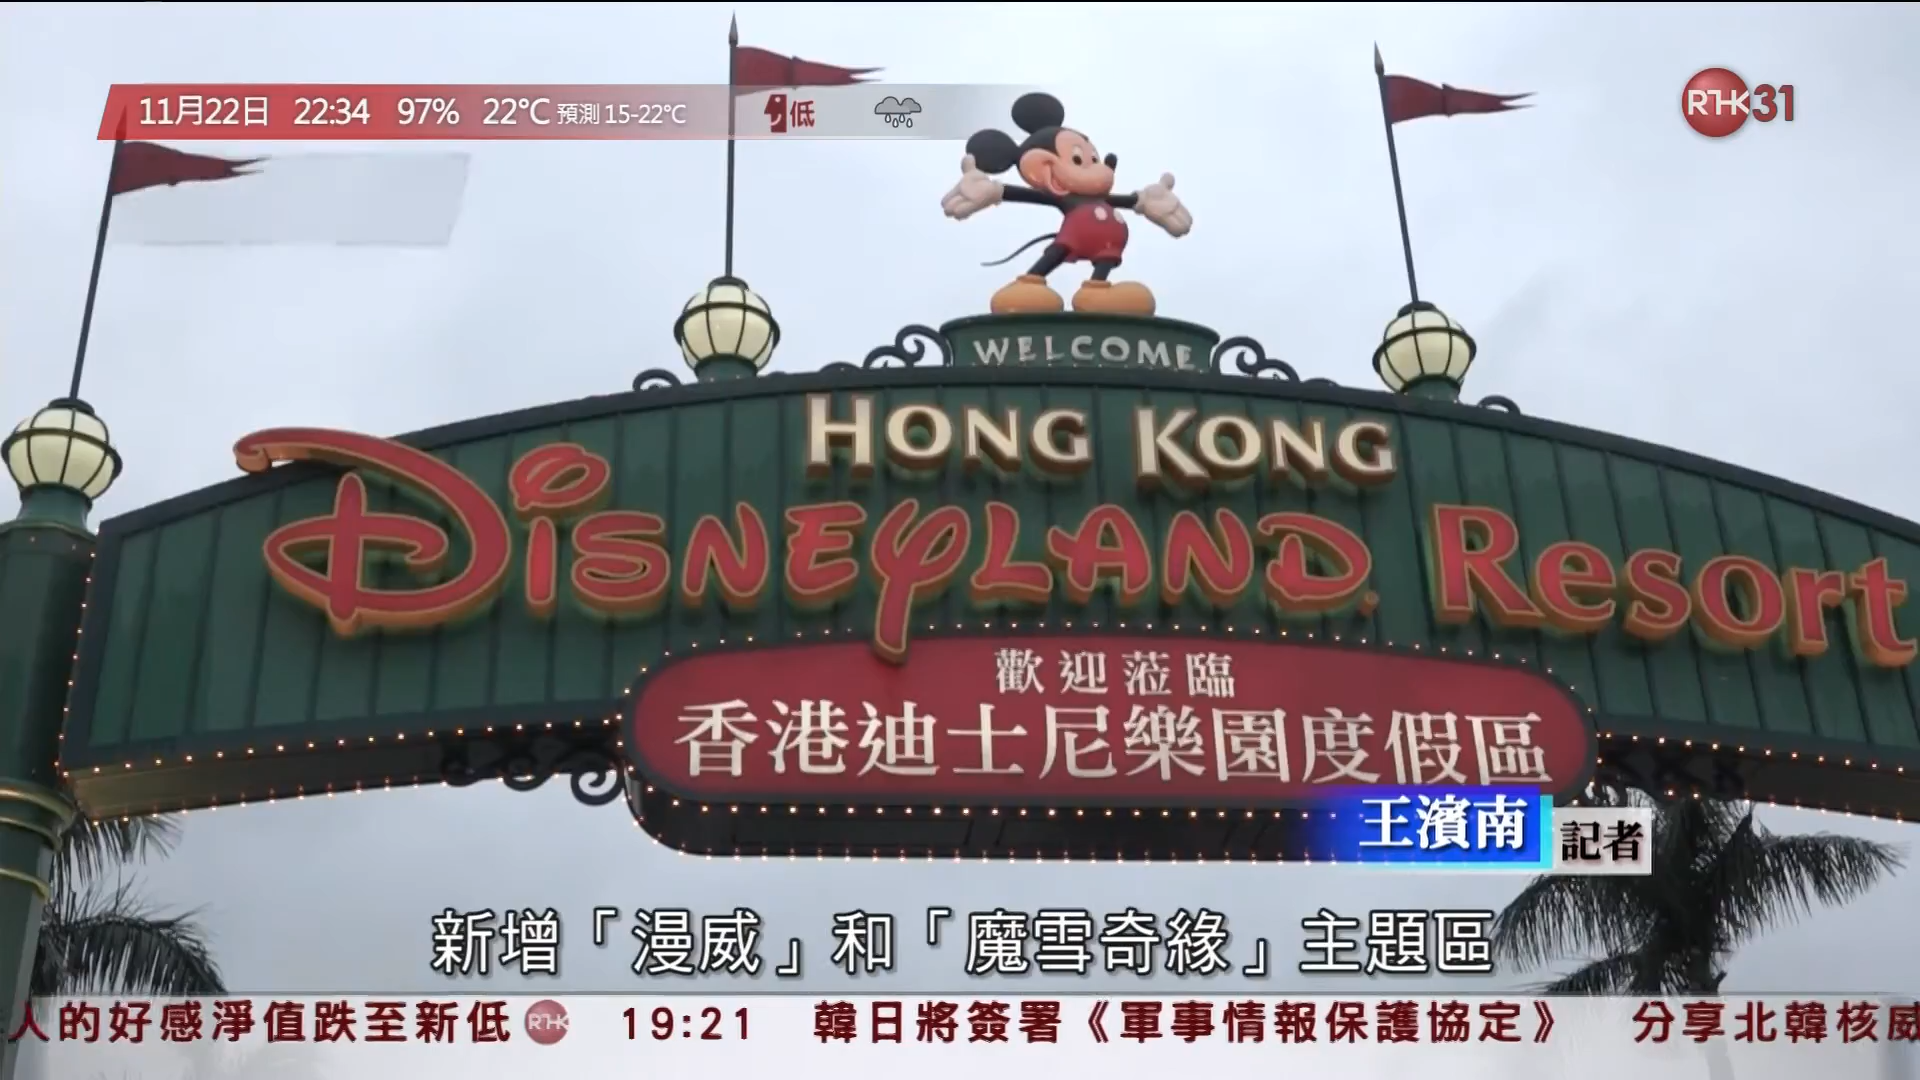 11月22日 22:34 97% 22°C 預測 15-22°C 低
RTHK 31
WELCOME
HONG KONG
DISNEYLAND Resort
歡迎蒞臨
香港迪士尼樂園度假區
王濱南 記者
新增「漫威」和「魔雪奇緣」主題區
人的好感淨值跌至新低 RTHK 19:21 韓日將簽署《軍事情報保護協定》 分享北韓核威